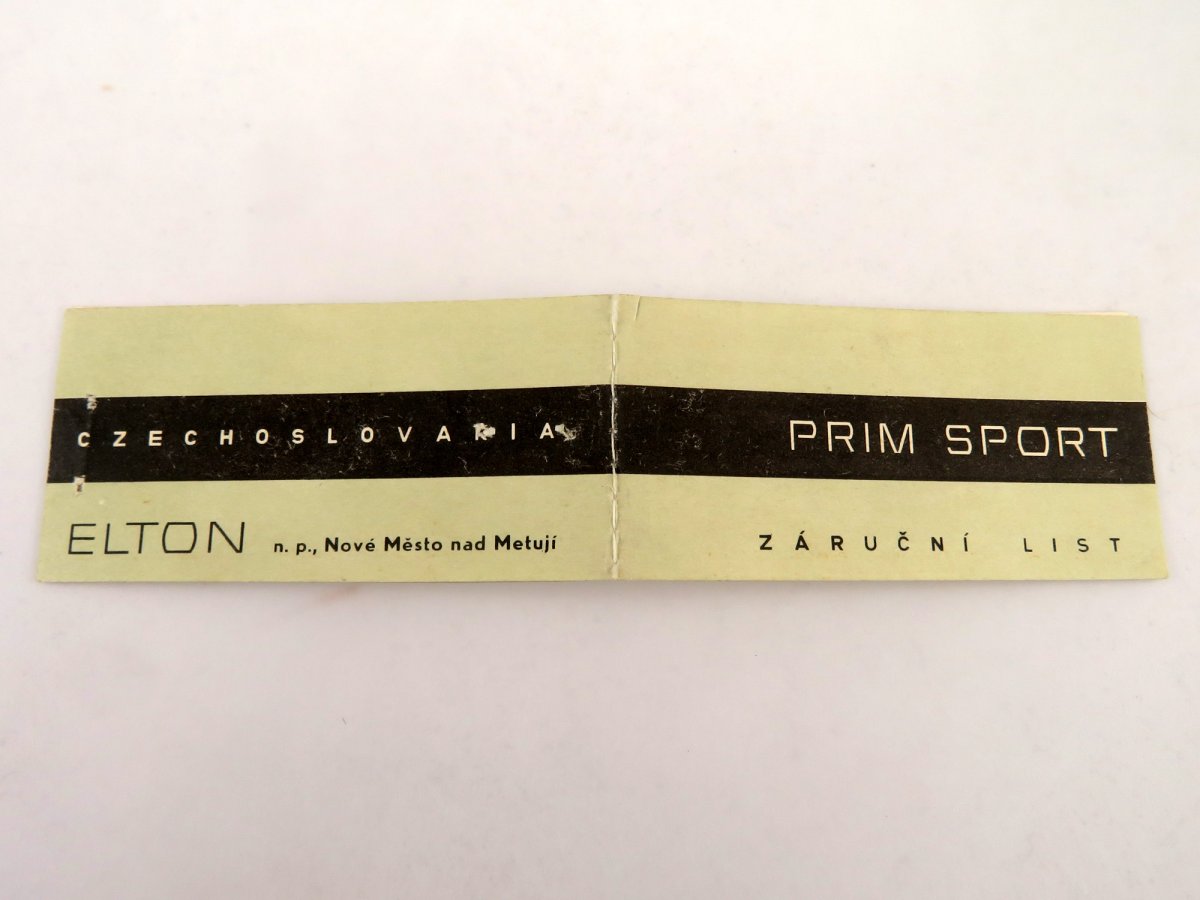 CZECHOSLOVAKIA
ELTON n. p., Nové Město nad Metují
PRIM SPORT
ZÁRUČNÍ LIST